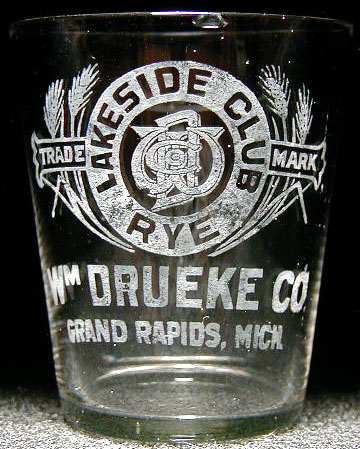 LAKESIDE CLUB
TRADE MARK
RYE
WM DRUEKE CO
GRAND RAPIDS, MICH.